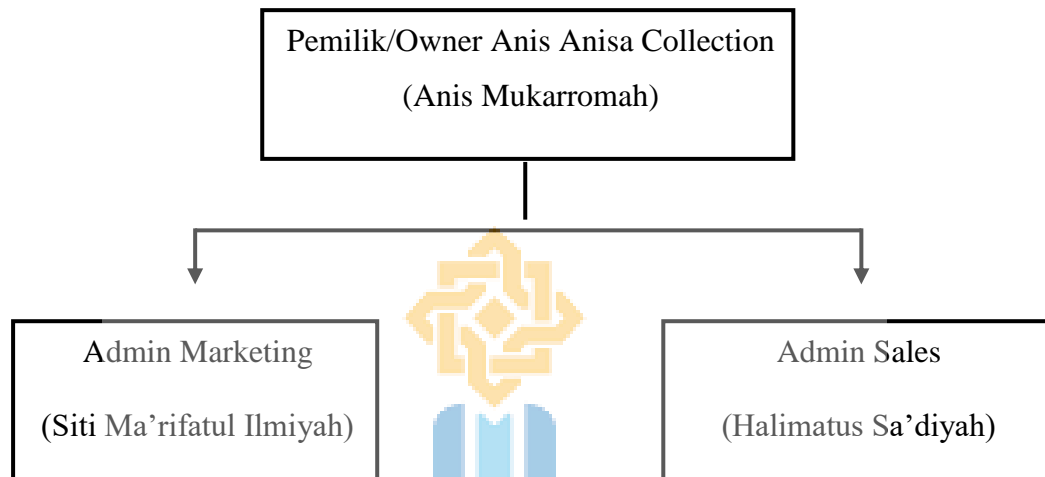 Pemilik/Owner Anis Anisa Collection
(Anis Mukarromah)
Admin Marketing
(Siti Ma’rifatul Ilmiyah)
Admin Sales
(Halimatus Sa’diyah)